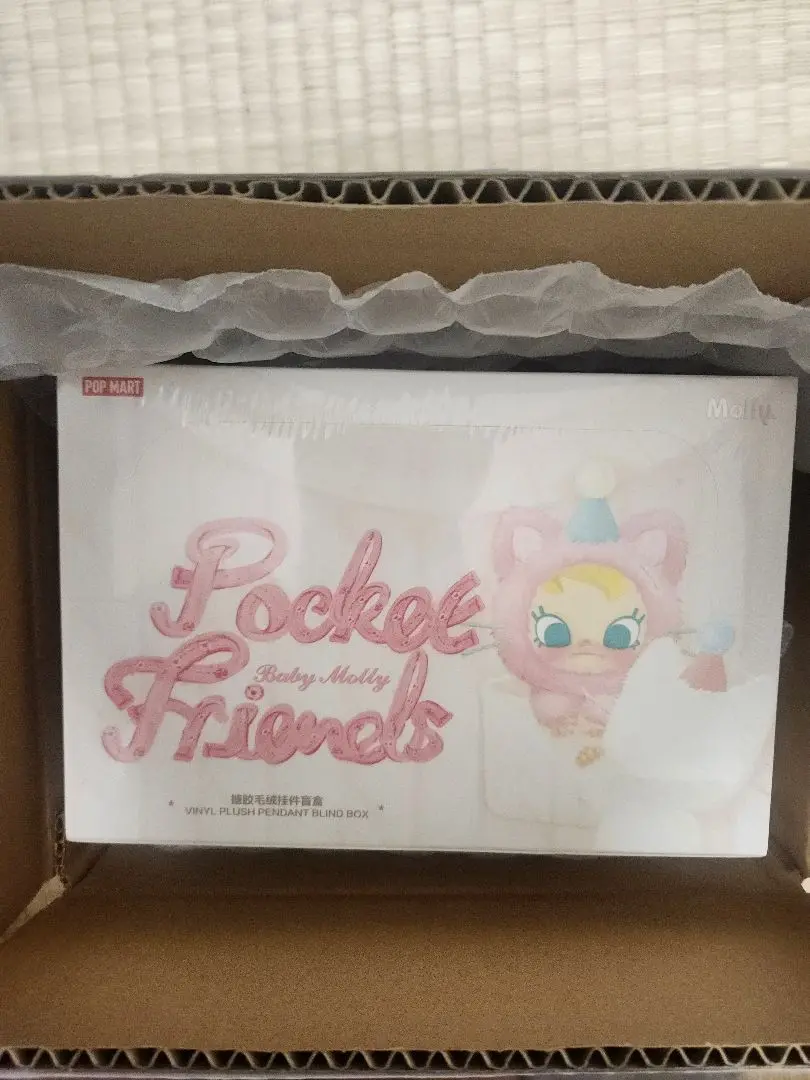 POP MART
Molly.
Pocket
Baby Molly
Friends
搪胶毛绒挂件盲盒
* VINYL PLUSH PENDANT BLIND BOX *